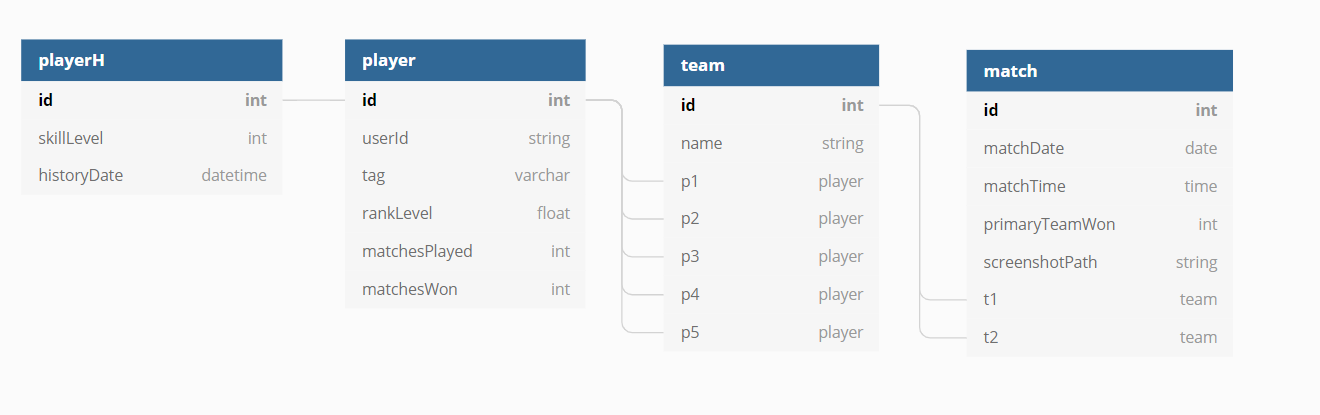 playerH
id int
skillLevel int
historyDate datetime
player
id int
userId string
tag varchar
rankLevel float
matchesPlayed int
matchesWon int
team
id int
name string
p1 player
p2 player
p3 player
p4 player
p5 player
match
id int
matchDate date
matchTime time
primaryTeamWon int
screenshotPath string
t1 team
t2 team